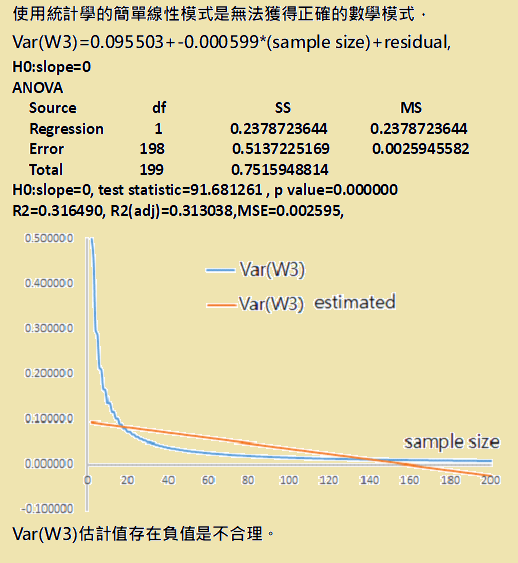 使用統計學的簡單線性模式是無法獲得正確的數學模式．
Var(W3)=0.095503+-0.000599*(sample size)+residual,
H0:slope=0
ANOVA
Source df SS MS
Regression 1 0.2378723644 0.2378723644
Error 198 0.5137225169 0.0025945582
Total 199 0.7515948814
H0:slope=0, test statistic=91.681261 , p value=0.000000
R2=0.316490, R2(adj)=0.313038,MSE=0.002595,
0.500000
Var(W3)
0.400000
Var(W3) estimated
0.300000
0.200000
0.100000
sample size
0.000000
0 20 40 60 80 100 120 140 160 180 200
-0.100000
Var(W3)估計值存在負值是不合理。